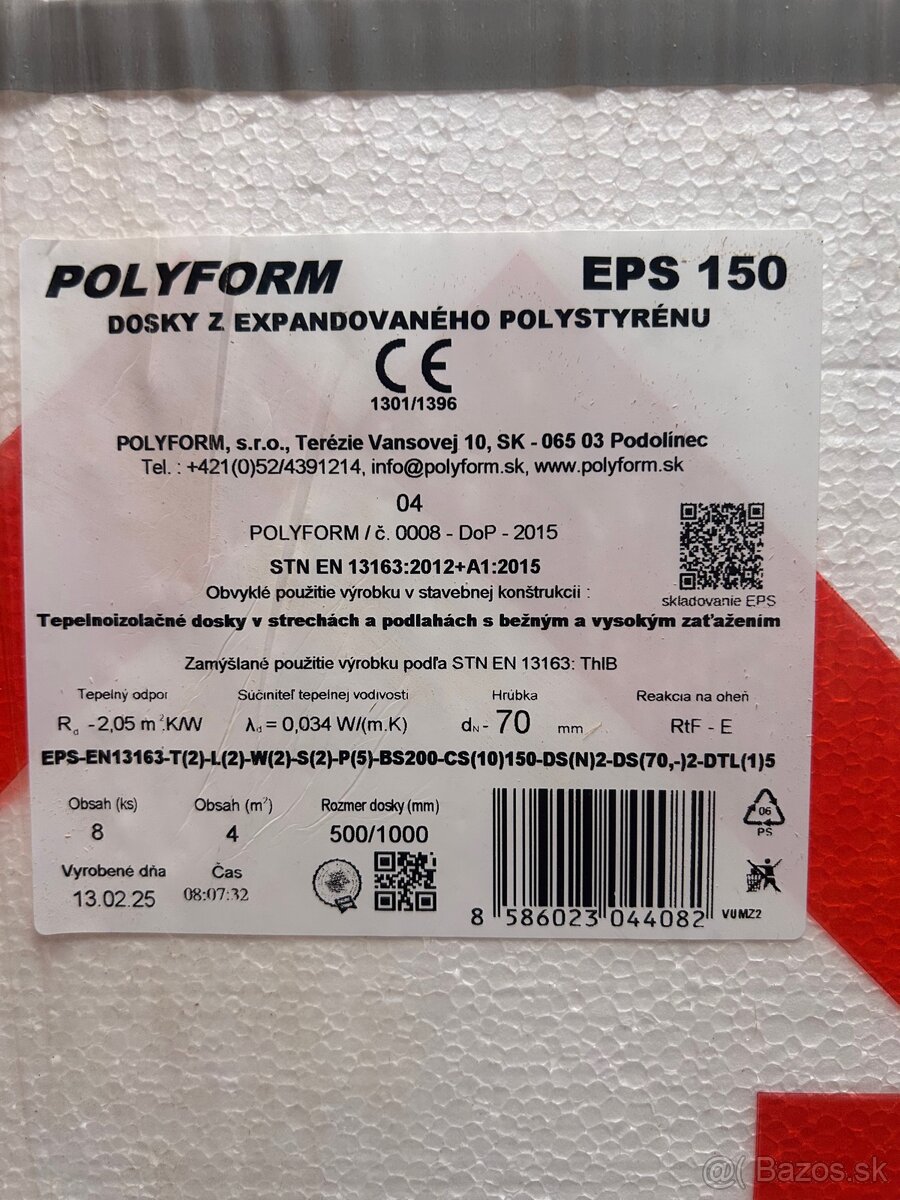 POLYFORM EPS 150
DOSKY Z EXPANDOVANÉHO POLYSTYRÉNU
CE
1301/1396
POLYFORM, s.r.o., Terézie Vansovej 10, SK - 065 03 Podolínec
Tel. : +421(0)52/4391214, info@polyform.sk, www.polyform.sk
04
POLYFORM / č. 0008 - DoP - 2015
STN EN 13163:2012+A1:2015
Obvyklé použitie výrobku v stavebnej konštrukcii :
skladovanie EPS
Tepelnoizolačné dosky v strechách a podlahách s bežným a vysokým zaťažením
Zamýšlané použitie výrobku podľa STN EN 13163: ThIB
Tepelný odpor Súčiniteľ tepelnej vodivosti Hrúbka Reakcia na oheň
Rd - 2,05 m².K/W λd = 0,034 W/(m.K) dN - 70 mm RtF - E
EPS-EN13163-T(2)-L(2)-W(2)-S(2)-P(5)-BS200-CS(10)150-DS(N)2-DS(70,-)2-DTL(1)5
Obsah (ks) Obsah (m²) Rozmer dosky (mm)
8 4 500/1000
06
PS
Vyrobené dňa Čas
13.02.25 08:07:32
8 586023 044082 VUMZ2
@( Bazos.sk